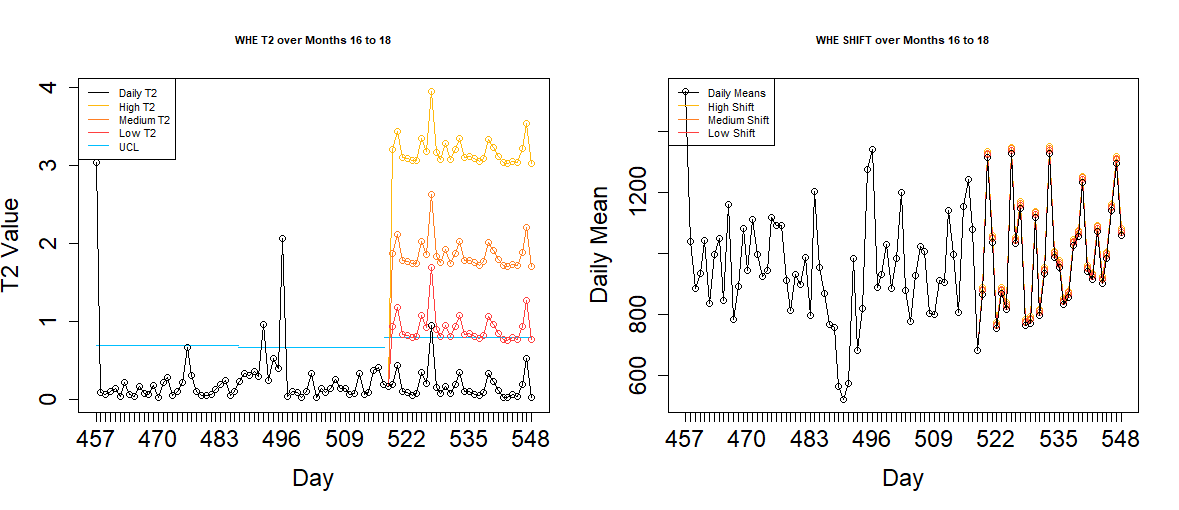 WHE T2 over Months 16 to 18
Daily T2
High T2
Medium T2
Low T2
UCL
T2 Value
4
3
2
1
0
457 470 483 496 509 522 535 548
Day
WHE SHIFT over Months 16 to 18
Daily Means
High Shift
Medium Shift
Low Shift
Daily Mean
1200
800
600
457 470 483 496 509 522 535 548
Day